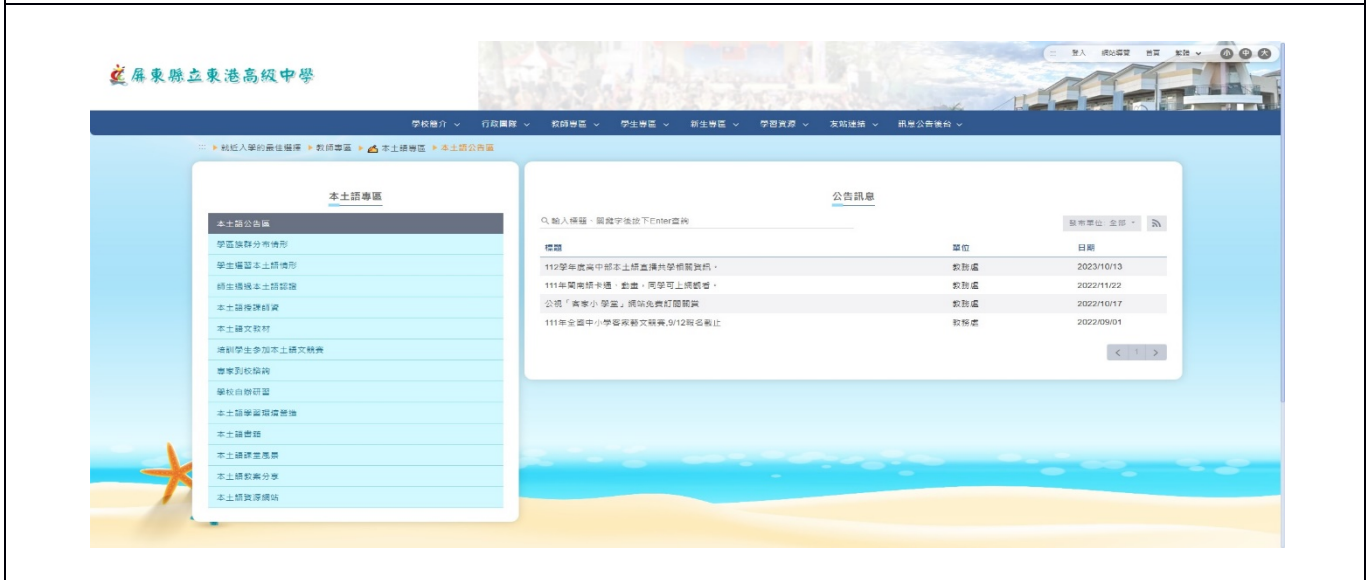 屏東縣立東港高級中學
登入 網站導覽 首頁 繁體 小 中 大
學校簡介 行政團隊 教師專區 學生專區 新生專區 學習資源 友站連結 訊息公告後台
就近入學的最佳選擇 教師專區 本土語專區 本土語公告區
本土語專區
本土語公告區
學區族群分布情形
學生選習本土語情形
師生通過本土語認證
本土語授課師資
本土語文教材
培訓學生參加本土語文競賽
專家到校諮詢
學校自辦研習
本土語學習環境營造
本土語書籍
本土語課堂風景
本土語教案分享
本土語資源網站
公告訊息
輸入標題、關鍵字後按下Enter查詢
發布單位: 全部
標題 單位 日期
112學年度高中部本土語直播共學相關資訊。 教務處 2023/10/13
111年閩南語卡通、動畫，同學可上網觀看。 教務處 2022/11/22
公視「客家小學堂」網站免費訂閱 教務處 2022/10/17
111年全國中小學客家藝文競賽,9/12報名截止 教務處 2022/09/01
1